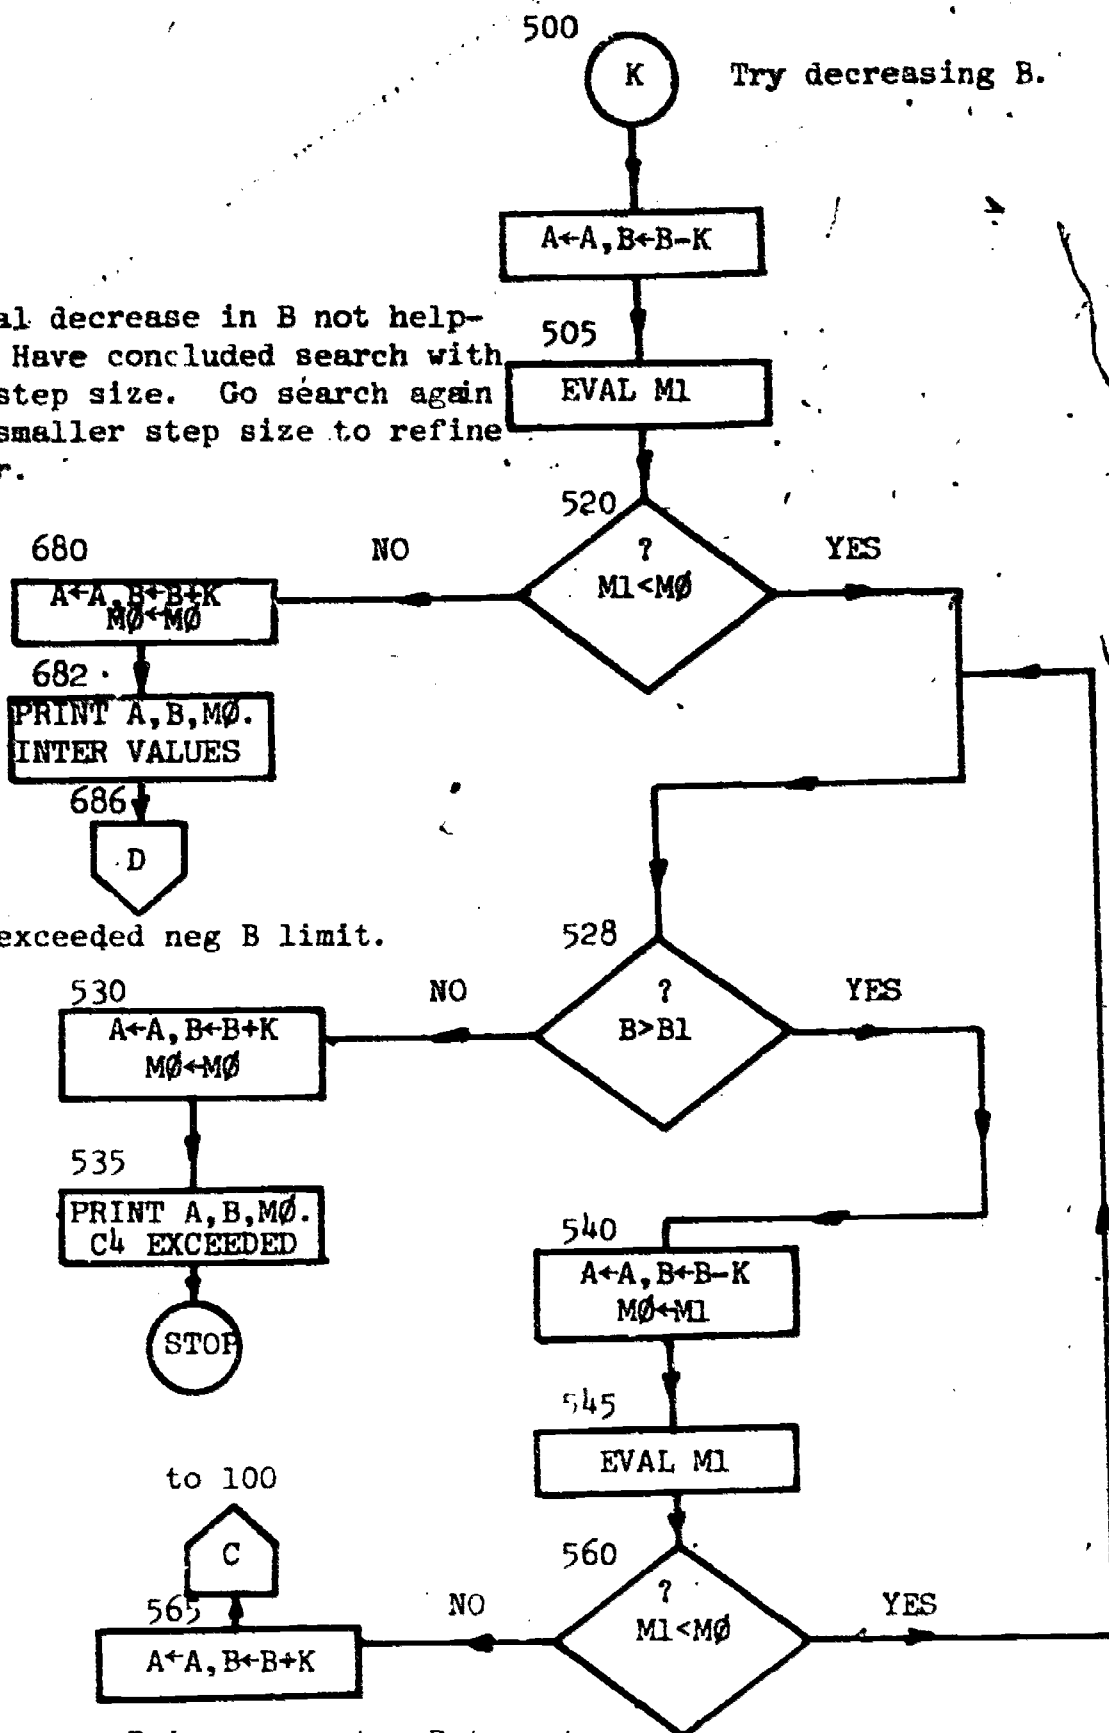 500
K
Try decreasing B.
A←A,B←B-K
al decrease in B not help-
Have concluded search with
step size. Go search again
smaller step size to refine
r.
505
EVAL M1
520
?
M1<MØ
NO
YES
680
A←A,B←B+K
MØ←MØ
682
PRINT A,B,MØ.
INTER VALUES
686
D
exceeded neg B limit.
528
?
B>B1
NO
YES
530
A←A,B←B+K
MØ←MØ
535
PRINT A,B,MØ.
C4 EXCEEDED
STOP
540
A←A,B←B-K
MØ←M1
545
EVAL M1
to 100
C
560
?
M1<MØ
NO
YES
565
A←A,B←B+K